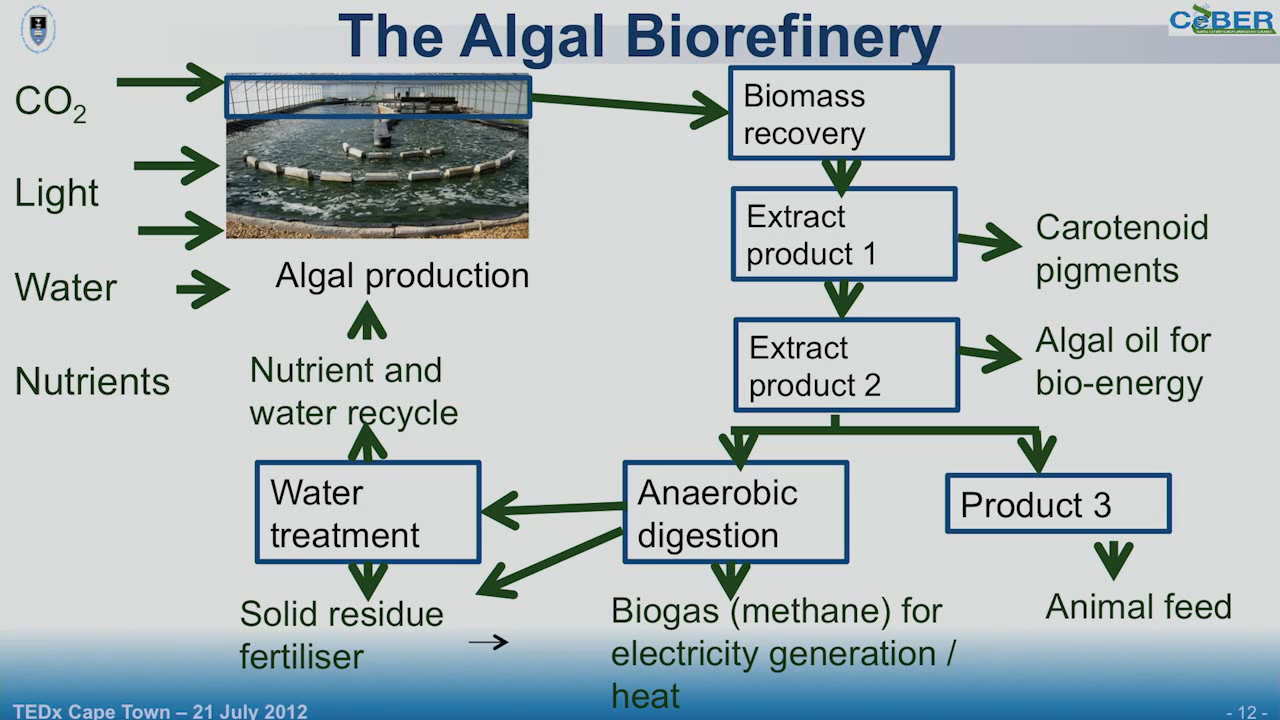 The Algal Biorefinery
CeBER
CO2
Light
Water
Nutrients
Algal production
Nutrient and
water recycle
Water
treatment
Solid residue
fertiliser
Biomass
recovery
Extract
product 1
Carotenoid
pigments
Extract
product 2
Algal oil for
bio-energy
Anaerobic
digestion
Product 3
Biogas (methane) for
electricity generation /
heat
Animal feed
TEDx Cape Town – 21 July 2012
- 12 -